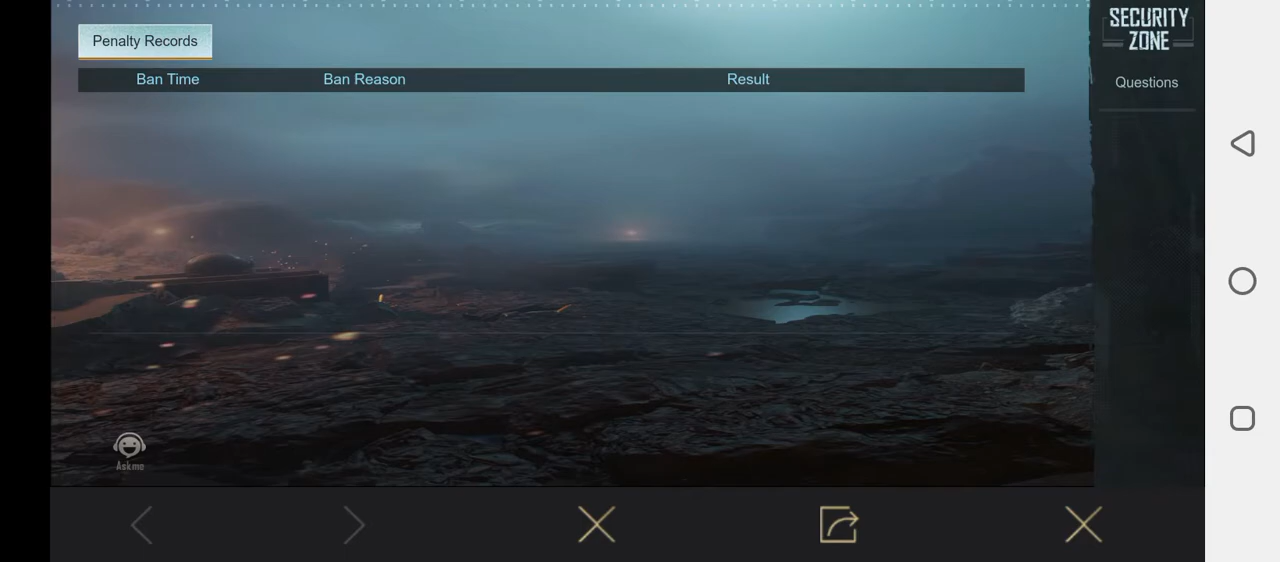 SECURITY
ZONE
Penalty Records
Ban Time Ban Reason Result
Questions
Askme